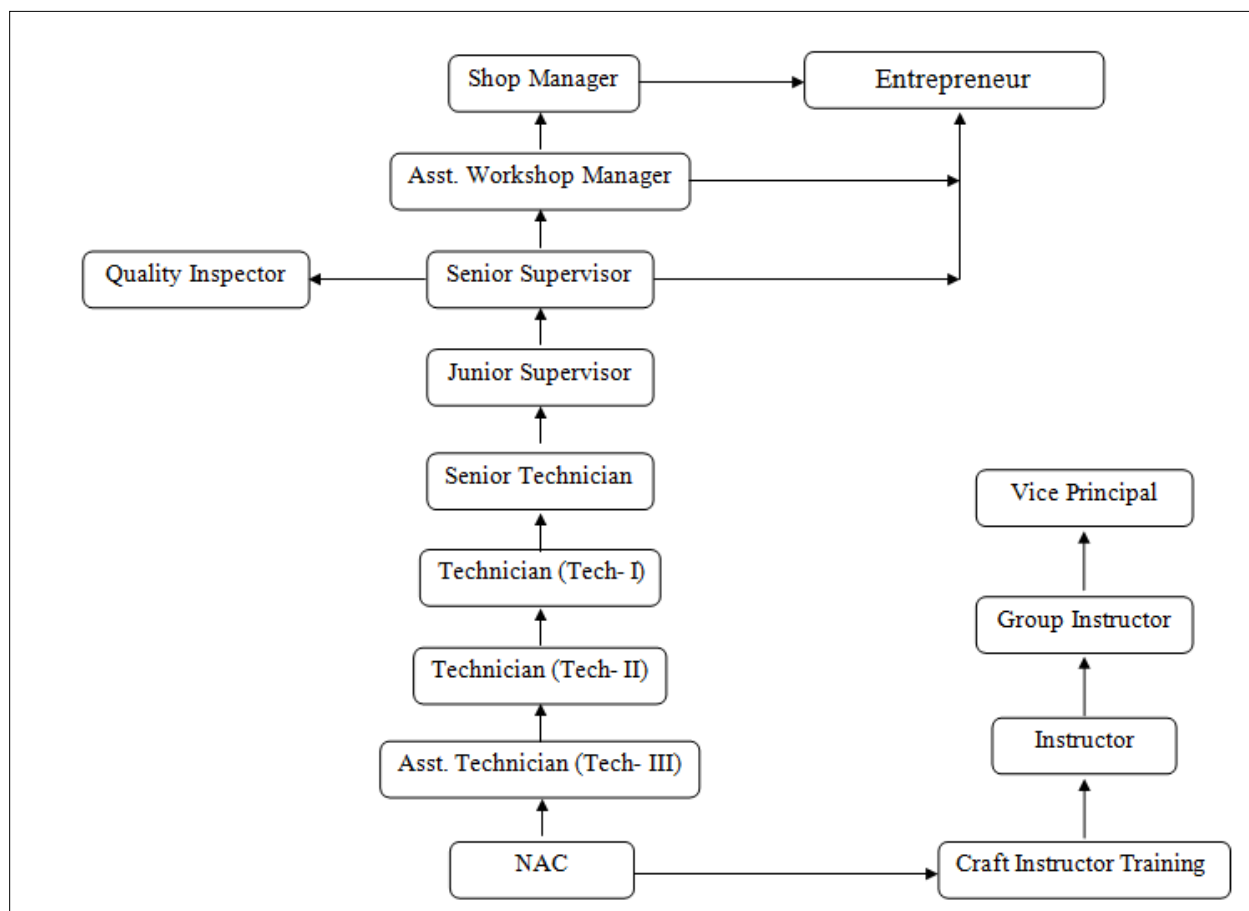 Shop Manager
Entrepreneur
Asst. Workshop Manager
Quality Inspector
Senior Supervisor
Junior Supervisor
Senior Technician
Vice Principal
Technician (Tech- I)
Group Instructor
Technician (Tech- II)
Instructor
Asst. Technician (Tech- III)
NAC
Craft Instructor Training